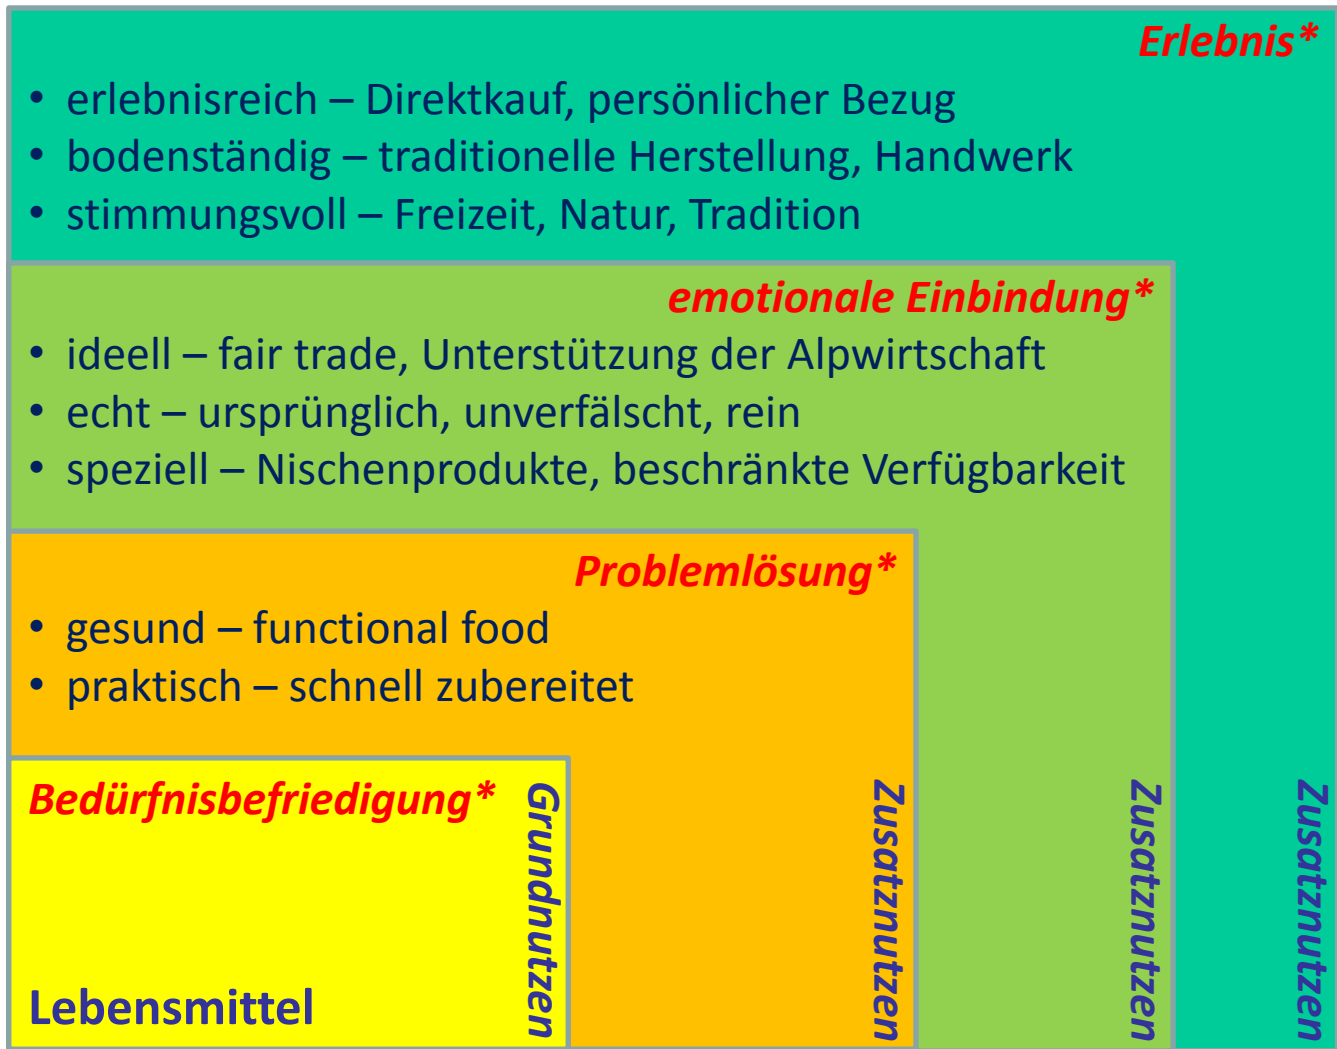 Erlebnis*
• erlebnisreich – Direktkauf, persönlicher Bezug
• bodenständig – traditionelle Herstellung, Handwerk
• stimmungsvoll – Freizeit, Natur, Tradition
emotionale Einbindung*
• ideell – fair trade, Unterstützung der Alpwirtschaft
• echt – ursprünglich, unverfälscht, rein
• speziell – Nischenprodukte, beschränkte Verfügbarkeit
Problemlösung*
• gesund – functional food
• praktisch – schnell zubereitet
Bedürfnisbefriedigung*
Lebensmittel
Grundnutzen
Zusatznutzen
Zusatznutzen
Zusatznutzen